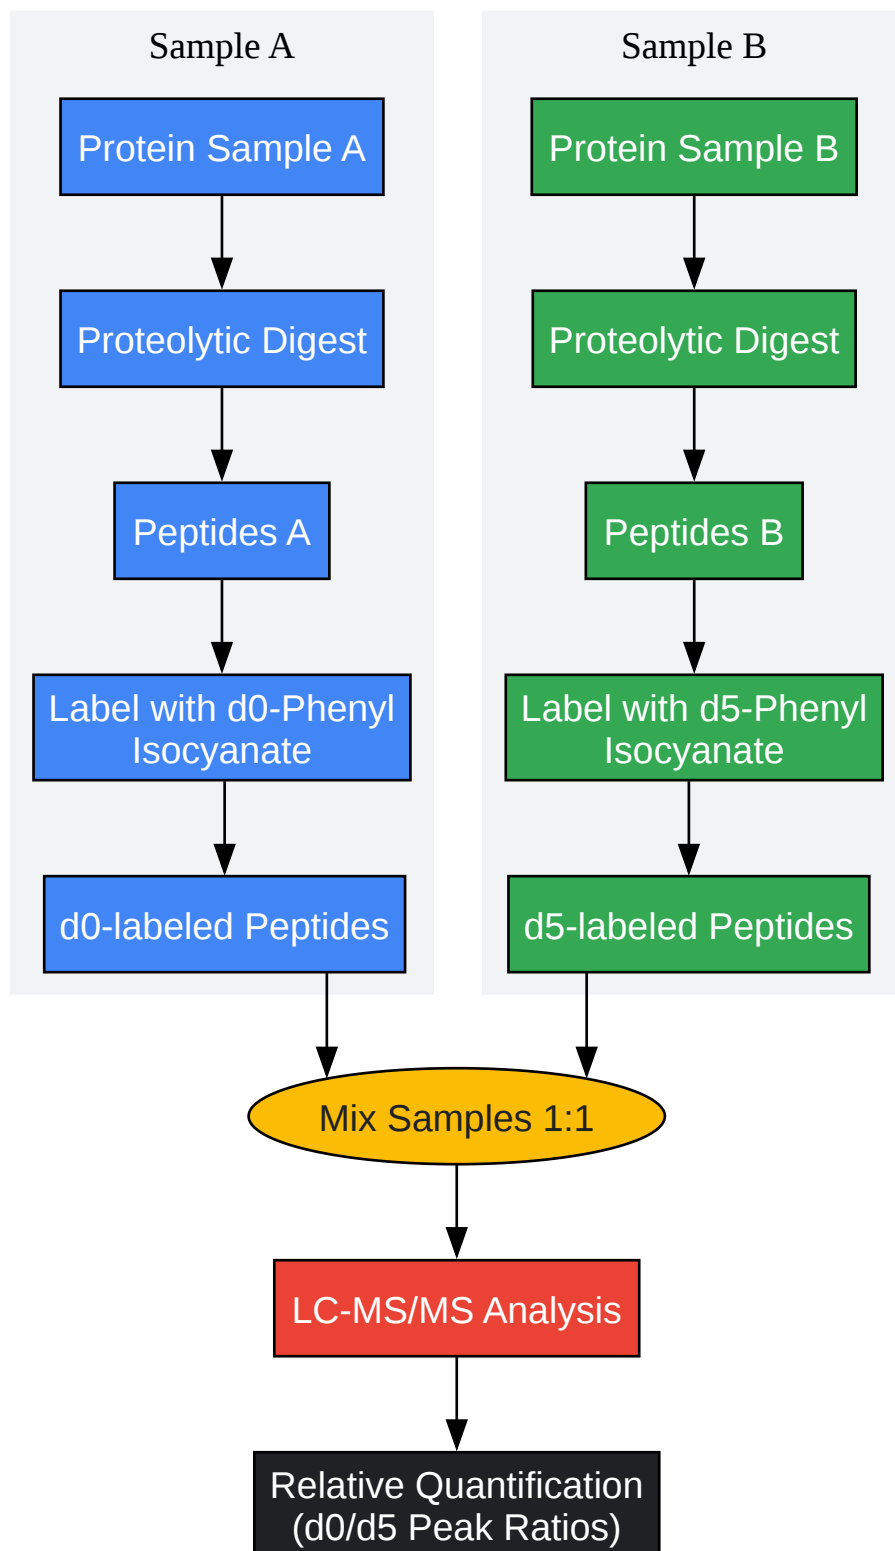 Sample A
Protein Sample A
Proteolytic Digest
Peptides A
Label with d0-Phenyl
Isocyanate
d0-labeled Peptides
Sample B
Protein Sample B
Proteolytic Digest
Peptides B
Label with d5-Phenyl
Isocyanate
d5-labeled Peptides
Mix Samples 1:1
LC-MS/MS Analysis
Relative Quantification
(d0/d5 Peak Ratios)